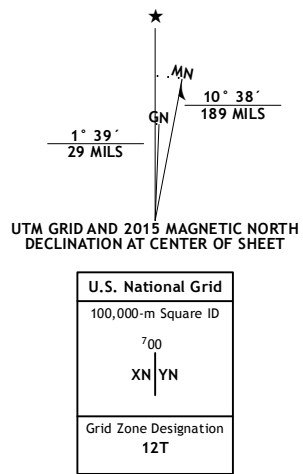 MN
GN
10° 38´
189 MILS
1° 39´
29 MILS
UTM GRID AND 2015 MAGNETIC NORTH
DECLINATION AT CENTER OF SHEET
U.S. National Grid
100,000-m Square ID
⁷00
XN YN
Grid Zone Designation
12T